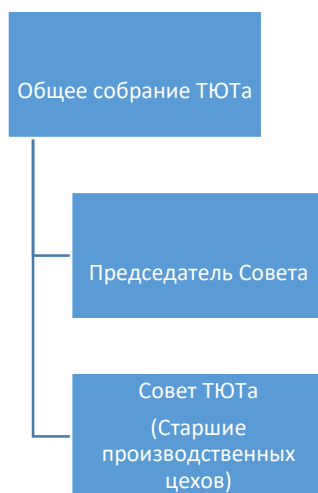 Общее собрание ТЮТа
Председатель Совета
Совет ТЮТа
(Старшие
производственных
цехов)